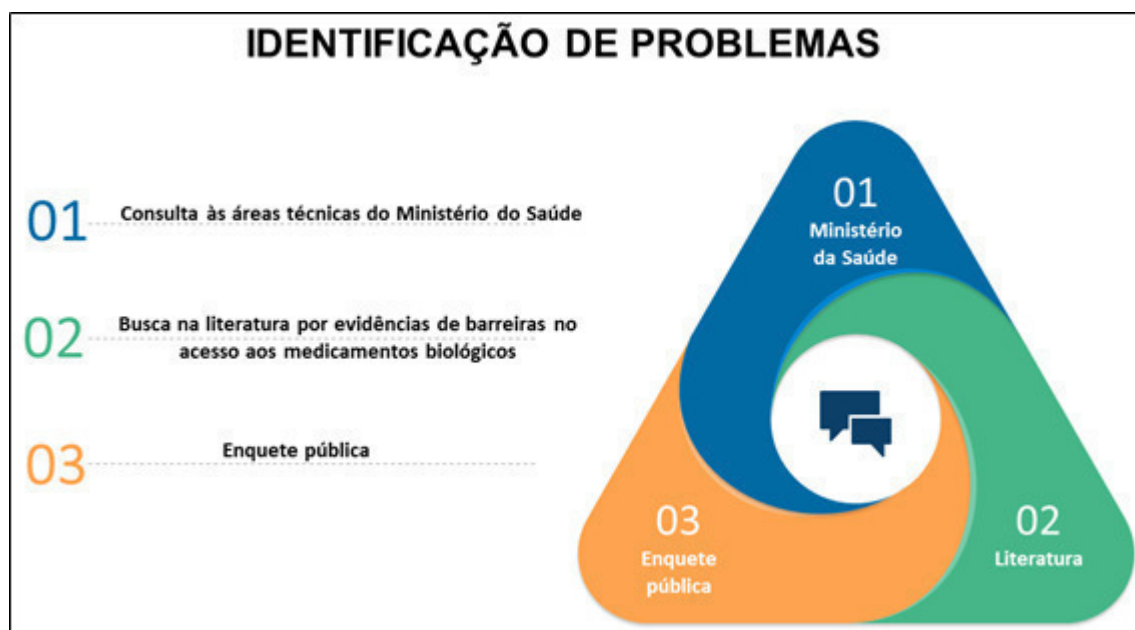 IDENTIFICAÇÃO DE PROBLEMAS
01
Consulta às áreas técnicas do Ministério do Saúde
02
Busca na literatura por evidências de barreiras no
acesso aos medicamentos biológicos
03
Enquete pública
01
Ministério
da Saúde
03
Enquete
pública
02
Literatura